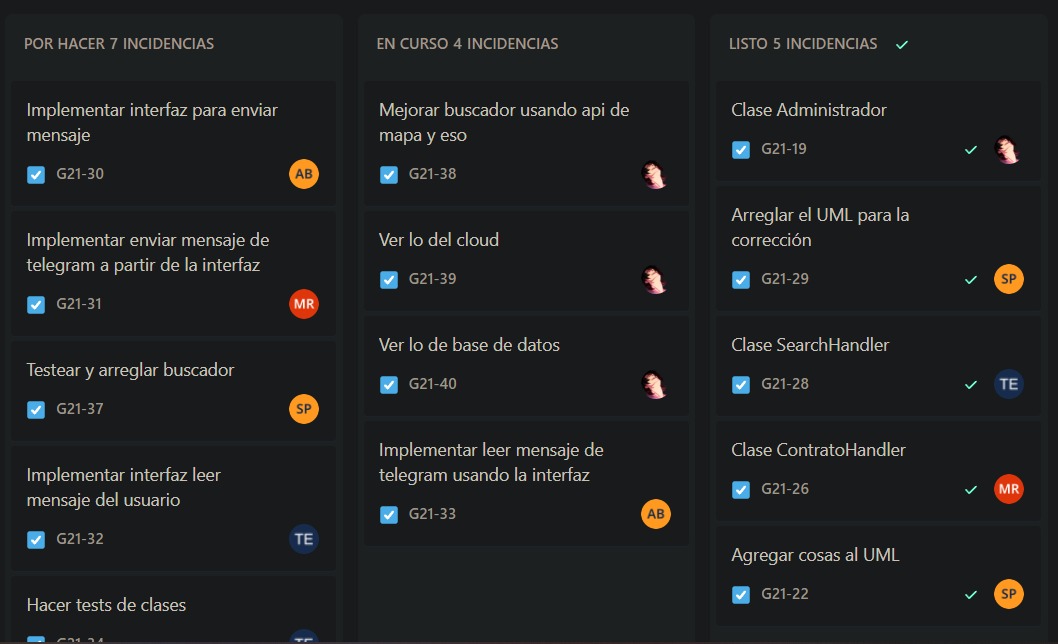 POR HACER 7 INCIDENCIAS
Implementar interfaz para enviar
mensaje
G21-30
AB
Implementar enviar mensaje de
telegram a partir de la interfaz
G21-31
MR
Testear y arreglar buscador
G21-37
SP
Implementar interfaz leer
mensaje del usuario
G21-32
TE
Hacer tests de clases
G21-34
TE
EN CURSO 4 INCIDENCIAS
Mejorar buscador usando api de
mapa y eso
G21-38
Ver lo del cloud
G21-39
Ver lo de base de datos
G21-40
Implementar leer mensaje de
telegram usando la interfaz
G21-33
AB
LISTO 5 INCIDENCIAS
Clase Administrador
G21-19
Arreglar el UML para la
corrección
G21-29
SP
Clase SearchHandler
G21-28
TE
Clase ContratoHandler
G21-26
MR
Agregar cosas al UML
G21-22
SP